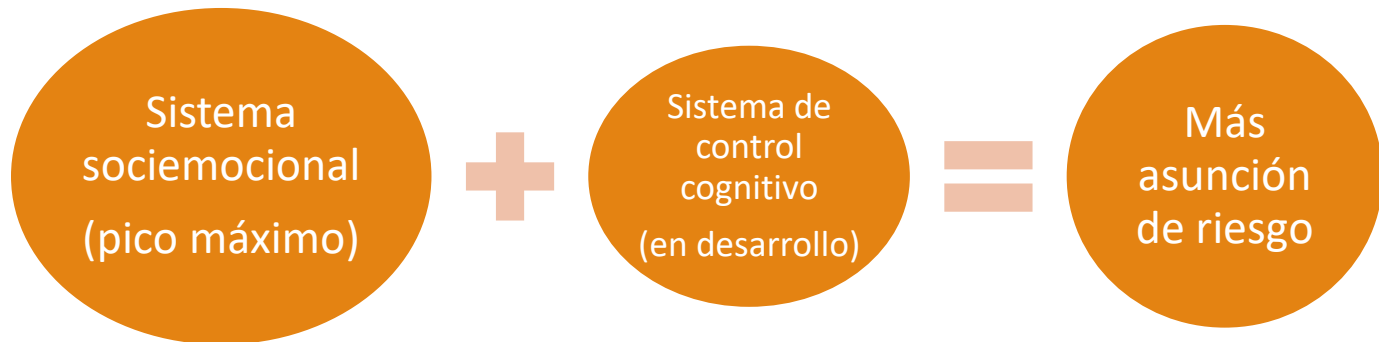 Sistema
sociemocional
(pico máximo)
Sistema de
control
cognitivo
(en desarrollo)
Más
asunción
de riesgo